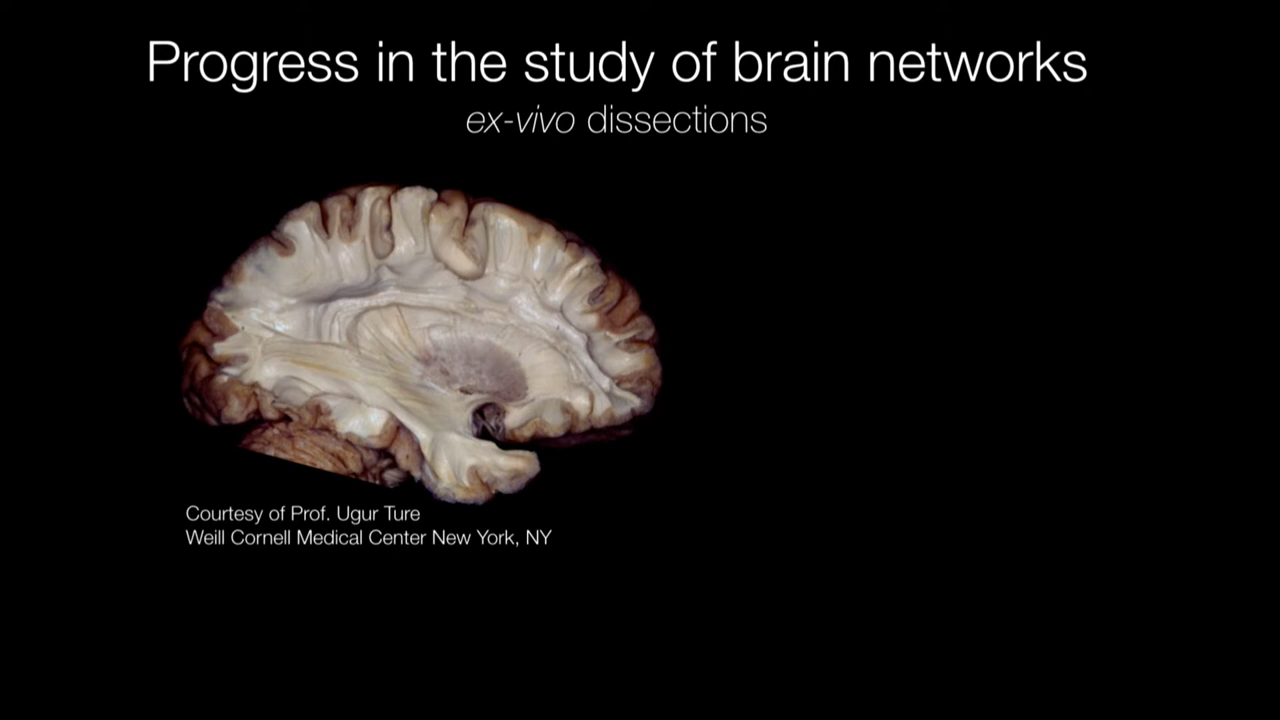 Progress in the study of brain networks
ex-vivo dissections
Courtesy of Prof. Ugur Ture
Weill Cornell Medical Center New York, NY